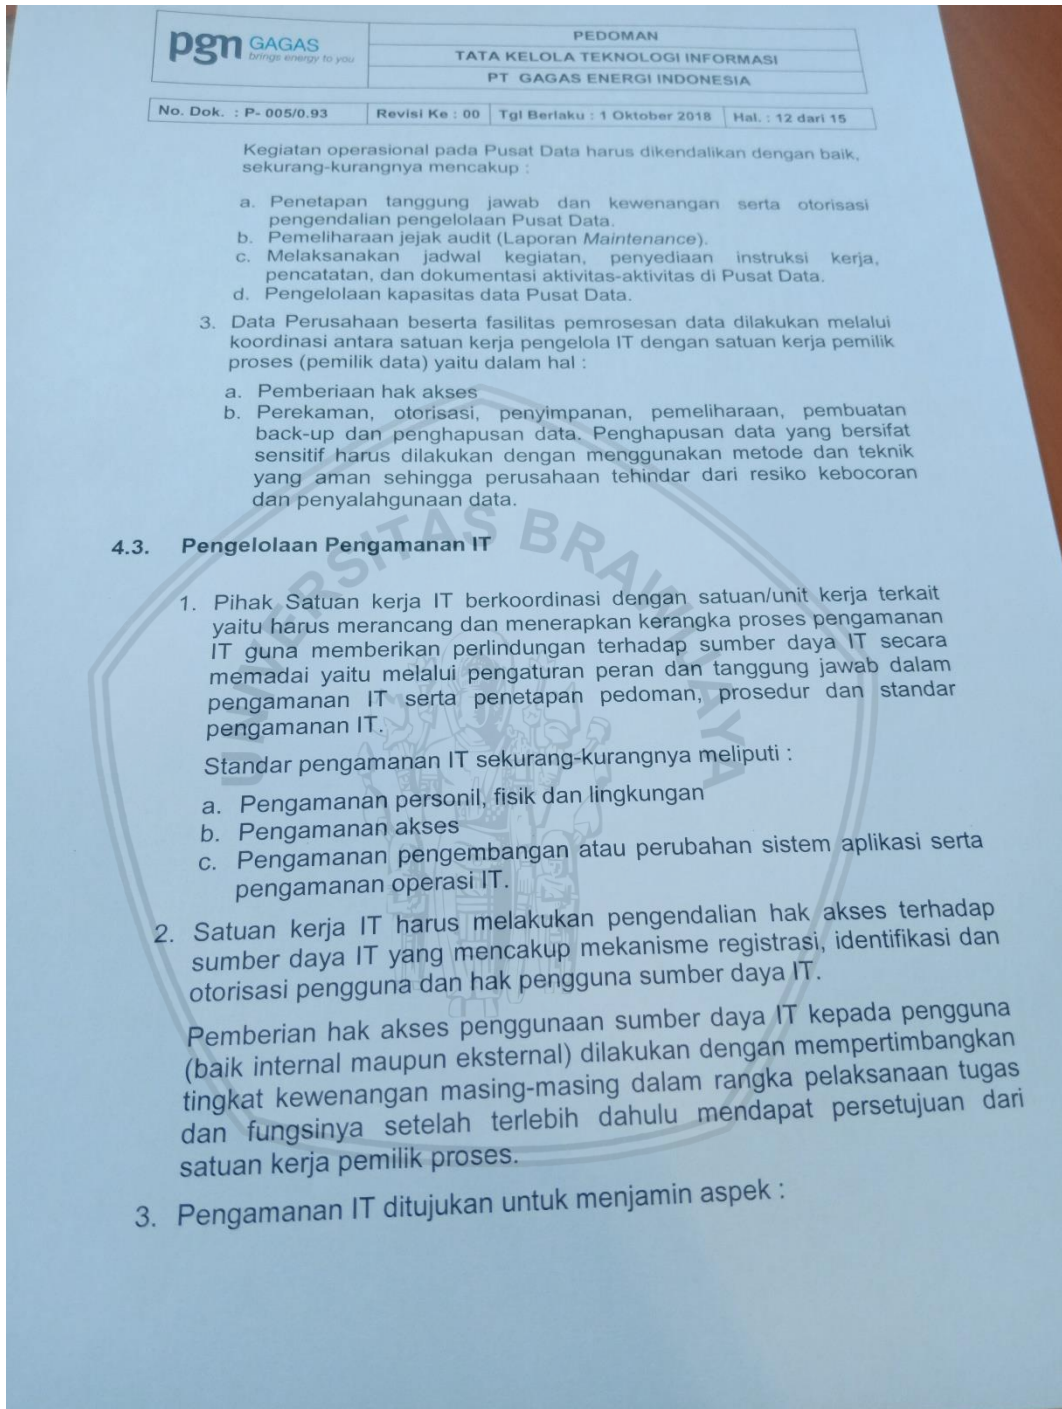 pgn GAGAS
brings energy to you
PEDOMAN
TATA KELOLA TEKNOLOGI INFORMASI
PT GAGAS ENERGI INDONESIA
No. Dok. : P- 005/0.93 Revisi Ke : 00 Tgl Berlaku : 1 Oktober 2018 Hal. : 12 dari 15
Kegiatan operasional pada Pusat Data harus dikendalikan dengan baik,
sekurang-kurangnya mencakup :
a. Penetapan tanggung jawab dan kewenangan serta otorisasi
pengendalian pengelolaan Pusat Data.
b. Pemeliharaan jejak audit (Laporan Maintenance).
c. Melaksanakan jadwal kegiatan, penyediaan instruksi kerja,
pencatatan, dan dokumentasi aktivitas-aktivitas di Pusat Data.
d. Pengelolaan kapasitas data Pusat Data.
3. Data Perusahaan beserta fasilitas pemrosesan data dilakukan melalui
koordinasi antara satuan kerja pengelola IT dengan satuan kerja pemilik
proses (pemilik data) yaitu dalam hal :
a. Pemberiaan hak akses
b. Perekaman, otorisasi, penyimpanan, pemeliharaan, pembuatan
back-up dan penghapusan data. Penghapusan data yang bersifat
sensitif harus dilakukan dengan menggunakan metode dan teknik
yang aman sehingga perusahaan tehindar dari resiko kebocoran
dan penyalahgunaan data.
4.3. Pengelolaan Pengamanan IT
1. Pihak Satuan kerja IT berkoordinasi dengan satuan/unit kerja terkait
yaitu harus merancang dan menerapkan kerangka proses pengamanan
IT guna memberikan perlindungan terhadap sumber daya IT secara
memadai yaitu melalui pengaturan peran dan tanggung jawab dalam
pengamanan IT serta penetapan pedoman, prosedur dan standar
pengamanan IT.
Standar pengamanan IT sekurang-kurangnya meliputi :
a. Pengamanan personil, fisik dan lingkungan
b. Pengamanan akses
c. Pengamanan pengembangan atau perubahan sistem aplikasi serta
pengamanan operasi IT.
2. Satuan kerja IT harus melakukan pengendalian hak akses terhadap
sumber daya IT yang mencakup mekanisme registrasi, identifikasi dan
otorisasi pengguna dan hak pengguna sumber daya IT.
Pemberian hak akses penggunaan sumber daya IT kepada pengguna
(baik internal maupun eksternal) dilakukan dengan mempertimbangkan
tingkat kewenangan masing-masing dalam rangka pelaksanaan tugas
dan fungsinya setelah terlebih dahulu mendapat persetujuan dari
satuan kerja pemilik proses.
3. Pengamanan IT ditujukan untuk menjamin aspek :
UNIVERSITAS BRAWIJAYA